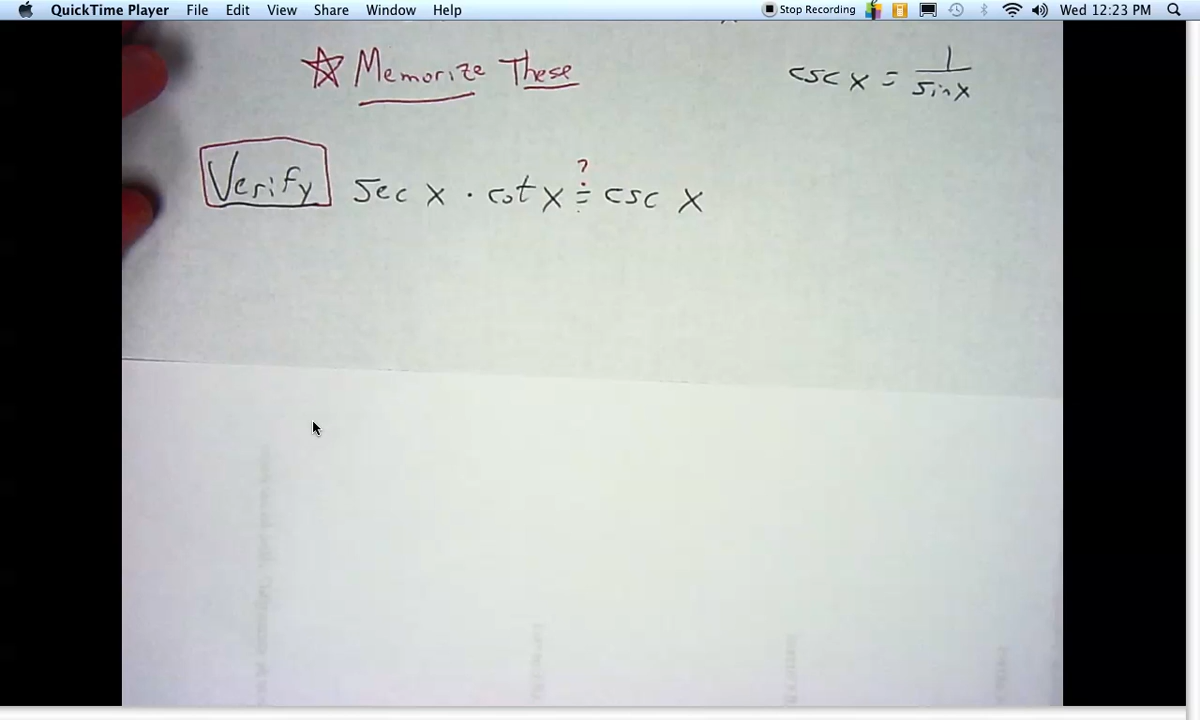 QuickTime Player File Edit View Share Window Help Stop Recording Wed 12:23 PM
☆ Memorize These
csc x = 1/sin x
Verify sec x · cot x ≟ csc x